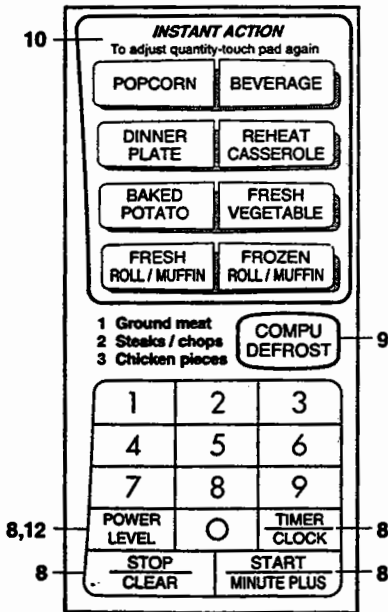 10
INSTANT ACTION
To adjust quantity-touch pad again
POPCORN BEVERAGE
DINNER PLATE REHEAT CASSEROLE
BAKED POTATO FRESH VEGETABLE
FRESH ROLL / MUFFIN FROZEN ROLL / MUFFIN
1 Ground meat
2 Steaks / chops
3 Chicken pieces
COMPU DEFROST
9
1 2 3
4 5 6
7 8 9
8,12 POWER LEVEL 0 TIMER CLOCK 8
8 STOP CLEAR START MINUTE PLUS 8